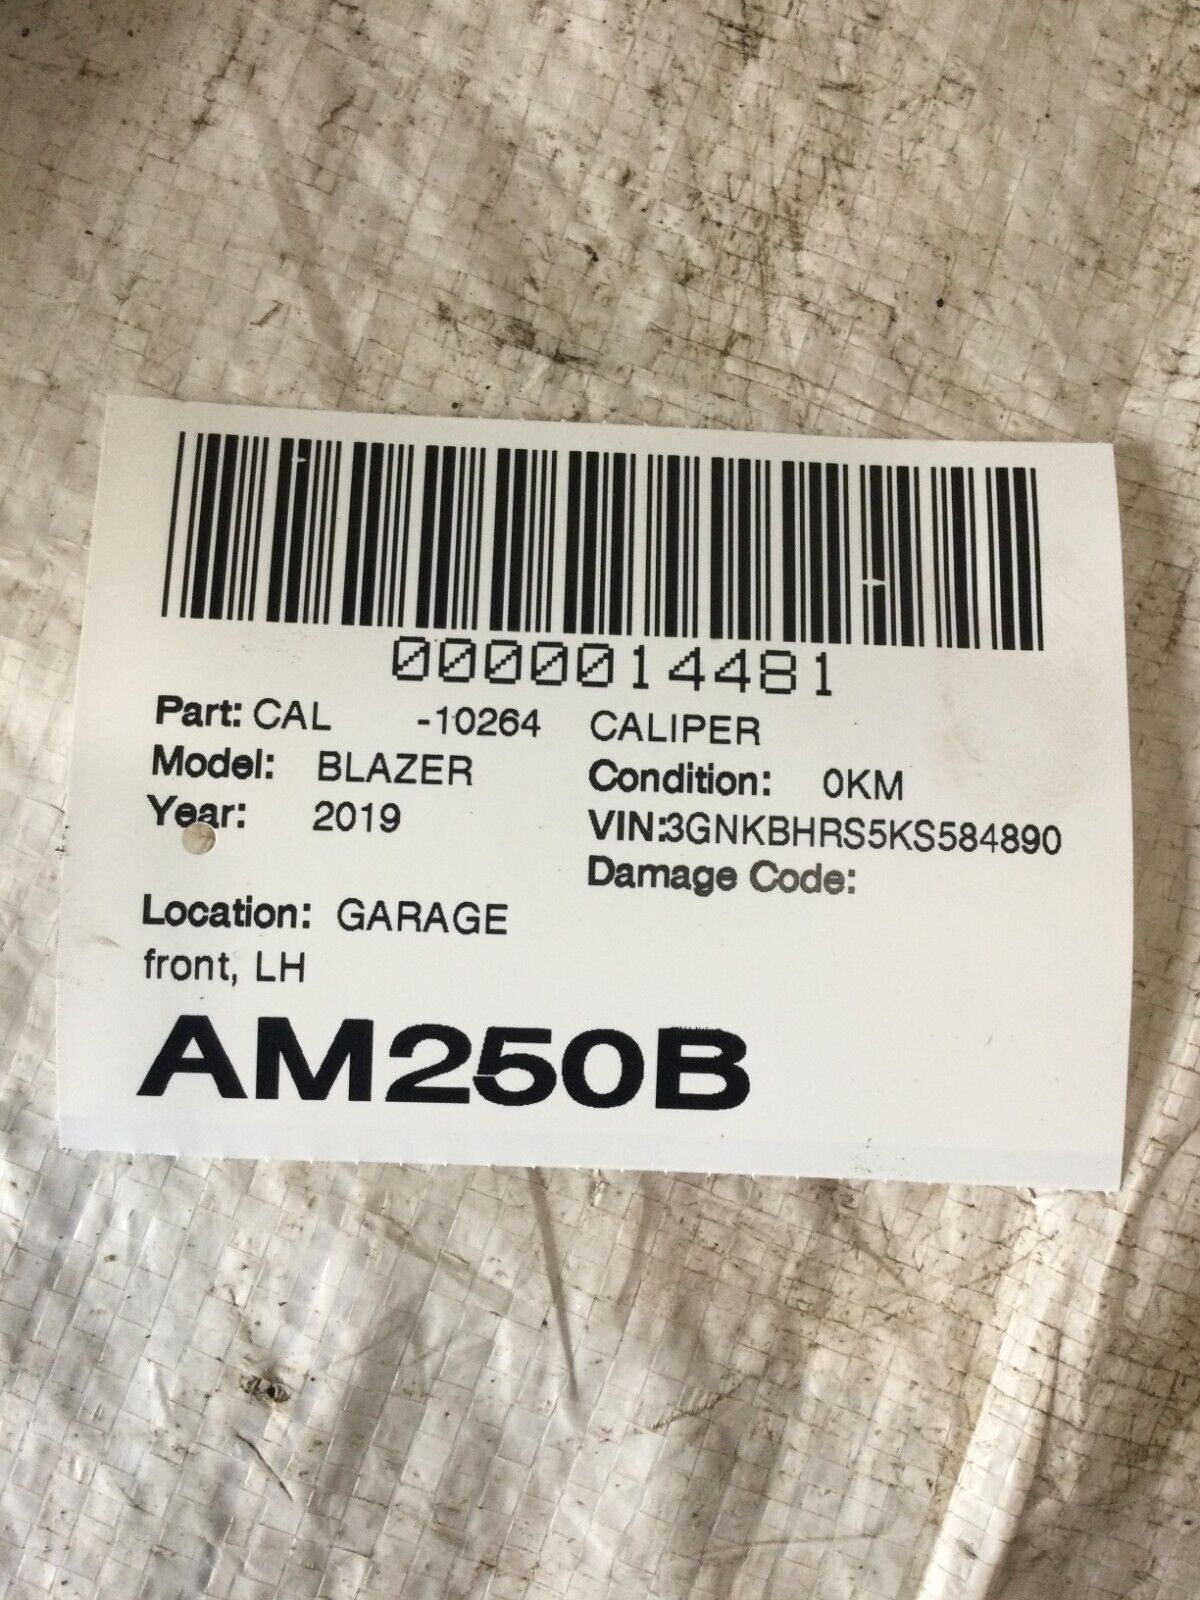 0000014481
Part: CAL -10264 CALIPER
Model: BLAZER Condition: 0KM
Year: 2019 VIN:3GNKBHRS5KS584890
Damage Code:
Location: GARAGE
front, LH
AM250B